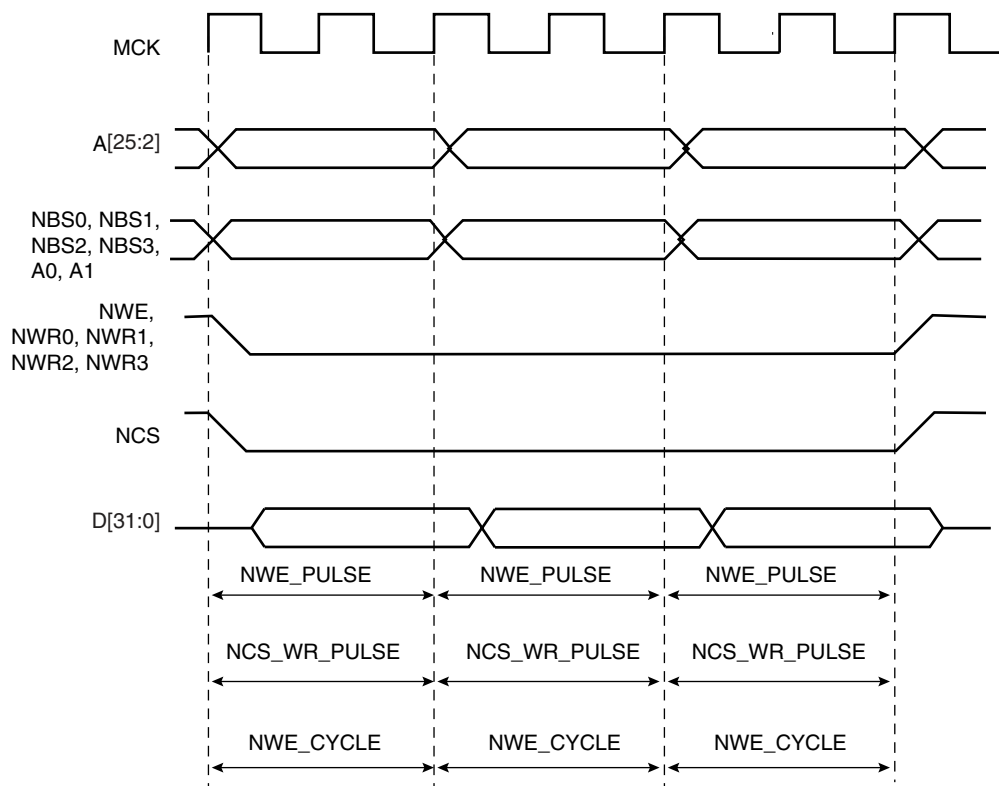 MCK
A[25:2]
NBS0, NBS1,
NBS2, NBS3,
A0, A1
NWE,
NWR0, NWR1,
NWR2, NWR3
NCS
D[31:0]
NWE_PULSE NWE_PULSE NWE_PULSE
NCS_WR_PULSE NCS_WR_PULSE NCS_WR_PULSE
NWE_CYCLE NWE_CYCLE NWE_CYCLE